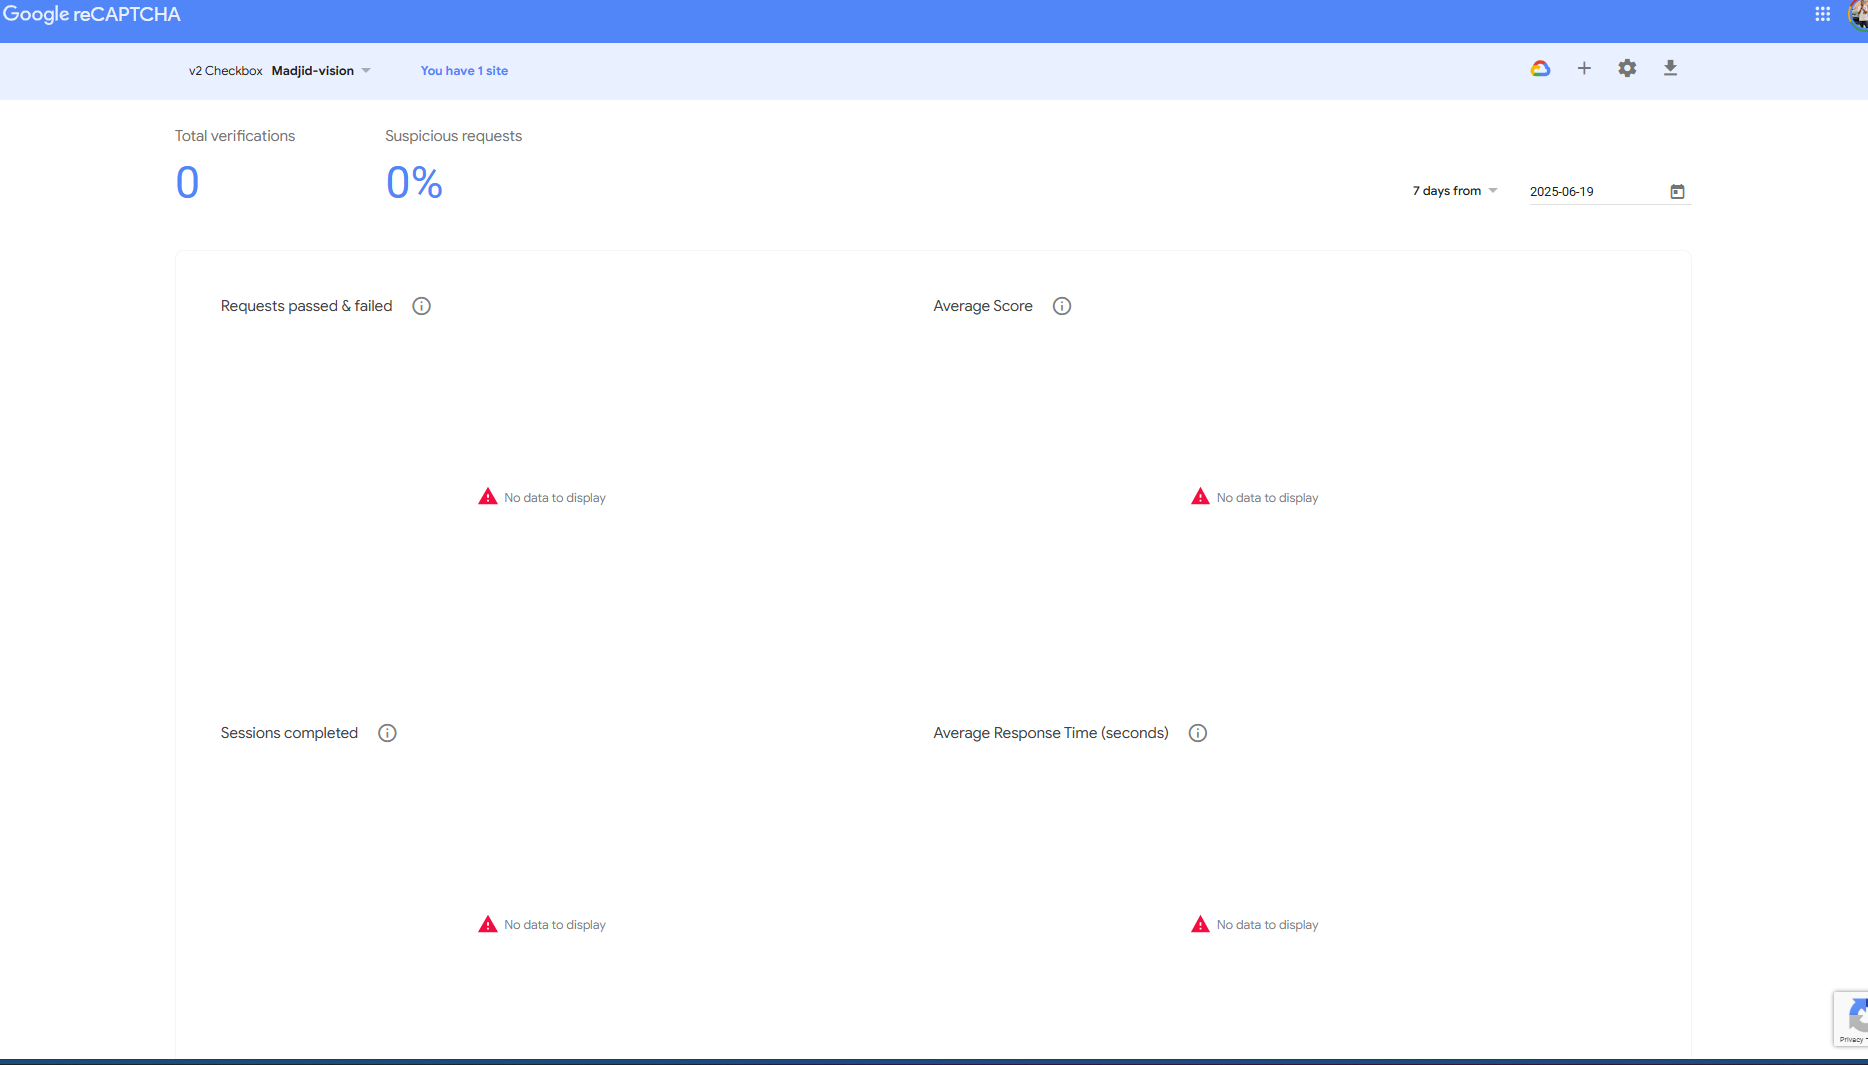 Google reCAPTCHA
v2 Checkbox Madjid-vision You have 1 site
Total verifications Suspicious requests
0 0%
7 days from 2025-06-19
Requests passed & failed Average Score
No data to display No data to display
Sessions completed Average Response Time (seconds)
No data to display No data to display
Privacy